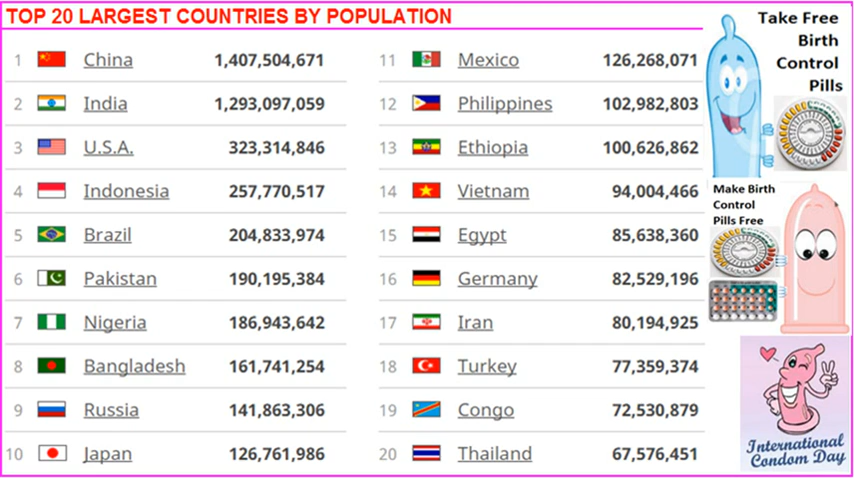 TOP 20 LARGEST COUNTRIES BY POPULATION
1 China 1,407,504,671
2 India 1,293,097,059
3 U.S.A. 323,314,846
4 Indonesia 257,770,517
5 Brazil 204,833,974
6 Pakistan 190,195,384
7 Nigeria 186,943,642
8 Bangladesh 161,741,254
9 Russia 141,863,306
10 Japan 126,761,986
11 Mexico 126,268,071
12 Philippines 102,982,803
13 Ethiopia 100,626,862
14 Vietnam 94,004,466
15 Egypt 85,638,360
16 Germany 82,529,196
17 Iran 80,194,925
18 Turkey 77,359,374
19 Congo 72,530,879
20 Thailand 67,576,451
Take Free
Birth
Control
Pills
Make Birth
Control
Pills Free
International
Condom Day